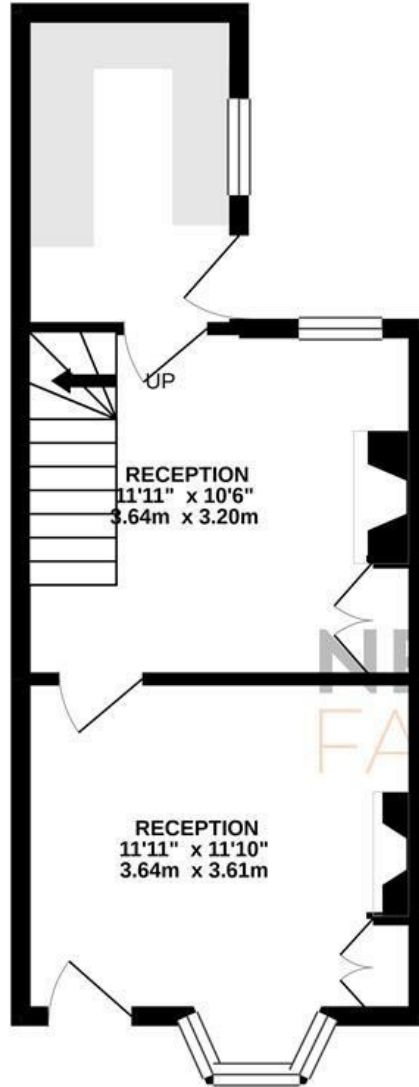 UP
RECEPTION
11'11" x 10'6"
3.64m x 3.20m
RECEPTION
11'11" x 11'10"
3.64m x 3.61m